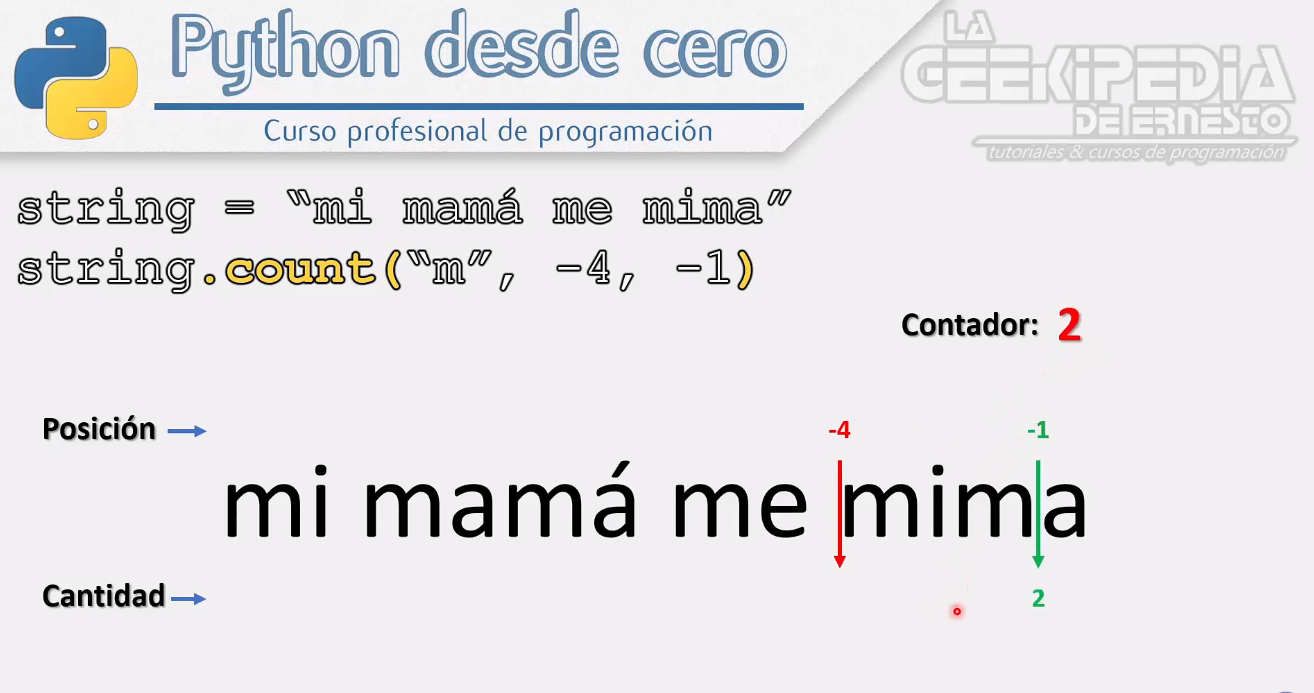 Python desde cero
Curso profesional de programación
LA
GEEKIPEDIA
DE ERNESTO
tutoriales & cursos de programación
string = “mi mamá me mima”
string.count(“m”, -4, -1)
Contador: 2
Posición -4 -1
mi mamá me mima
Cantidad 2